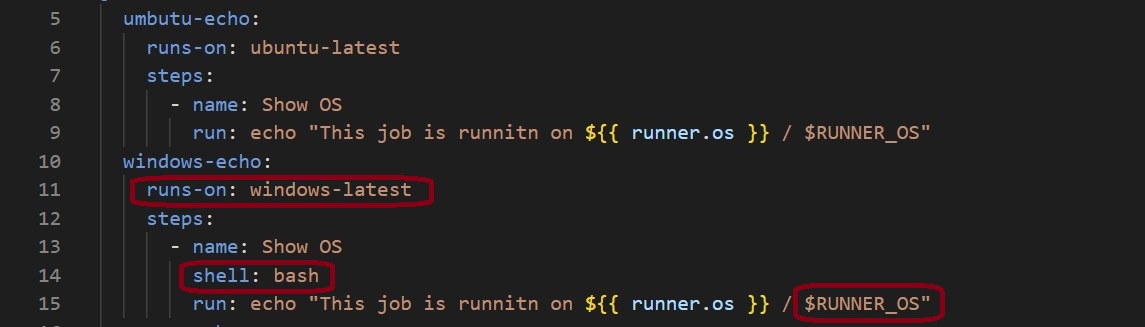 5 umbutu-echo:
6 runs-on: ubuntu-latest
7 steps:
8 - name: Show OS
9 run: echo "This job is runnitn on ${{ runner.os }} / $RUNNER_OS"
10 windows-echo:
11 runs-on: windows-latest
12 steps:
13 - name: Show OS
14 shell: bash
15 run: echo "This job is runnitn on ${{ runner.os }} / $RUNNER_OS"